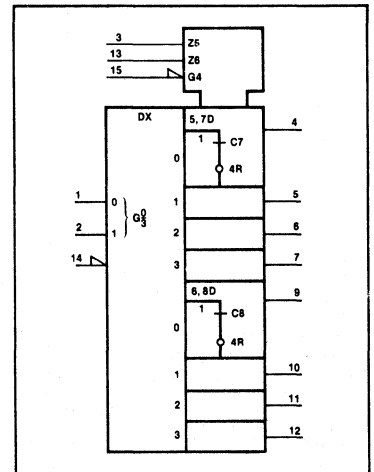 3 Z5
13 Z6
15 G4
DX 5, 7D 4
1 C7
0 4R
1 0 G 0/3 1 5
2 1 2 6
14 3 7
6, 8D 9
1 C8
0 4R
1 10
2 11
3 12